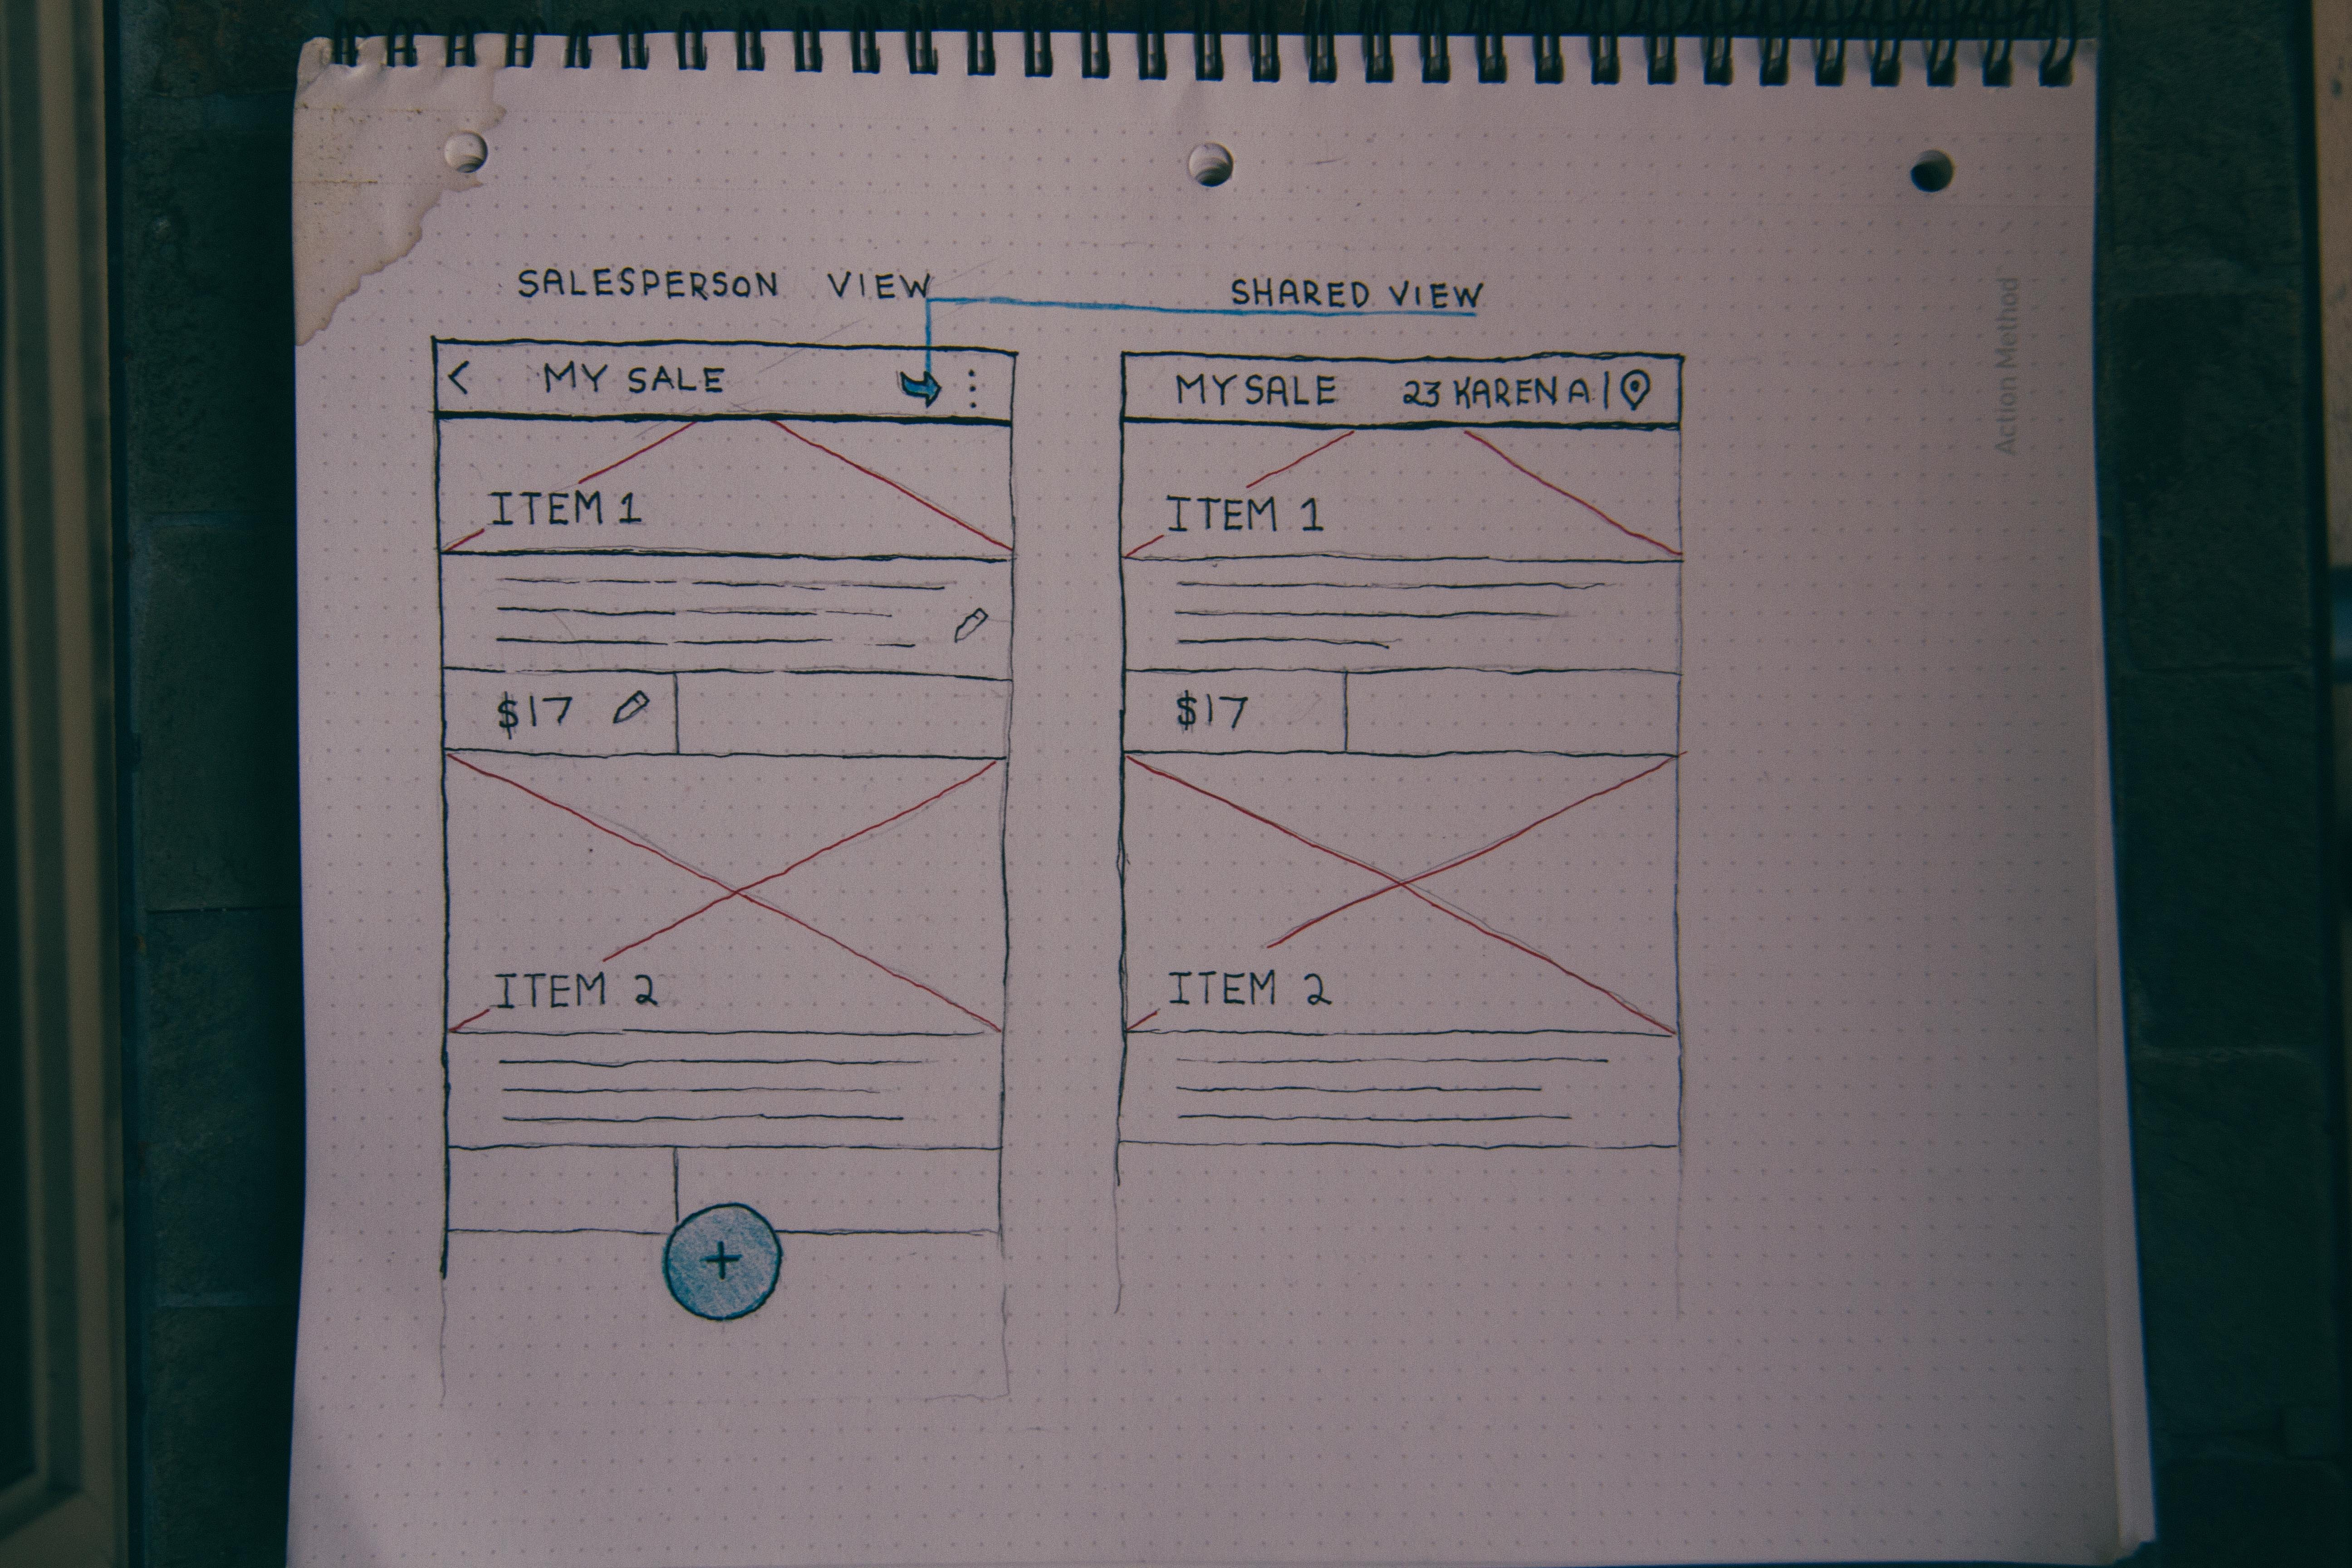 SALESPERSON VIEW
SHARED VIEW
Action Method
< MY SALE
ITEM 1
$17
ITEM 2
+
MY SALE 23 KAREN A
ITEM 1
$17
ITEM 2